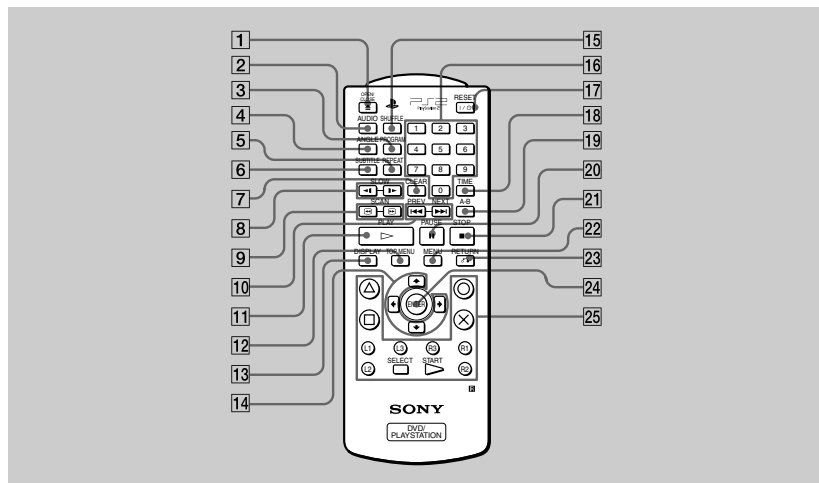 1
2
3
4
5
6
7
8
9
10
11
12
13
14
15
16
17
18
19
20
21
22
23
24
25
OPEN/
CLOSE
PS2
PlayStation 2
RESET
AUDIO SHUFFLE
1 2 3
ANGLE PROGRAM
4 5 6
SUBTITLE REPEAT
7 8 9
SLOW CLEAR 0 TIME
SCAN PREV NEXT A-B
PLAY PAUSE STOP
DISPLAY TOP MENU MENU RETURN
ENTER
L1 L3 R3 R1
L2 SELECT START R2
R
SONY
DVD/
PLAYSTATION